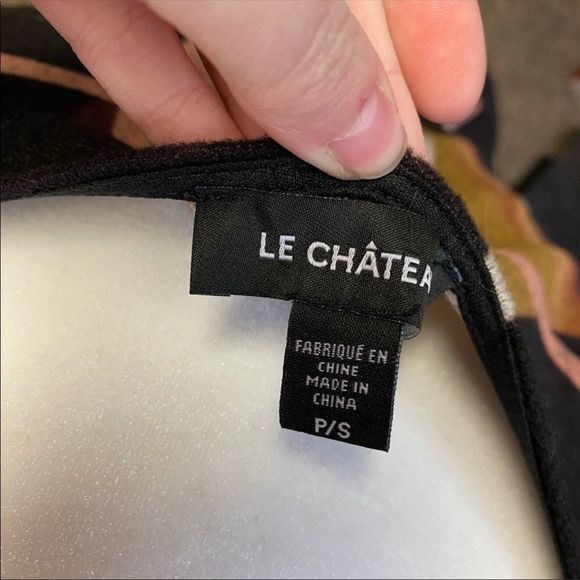 LE CHÂTEA
FABRIQUÉ EN
CHINE
MADE IN
CHINA
P/S